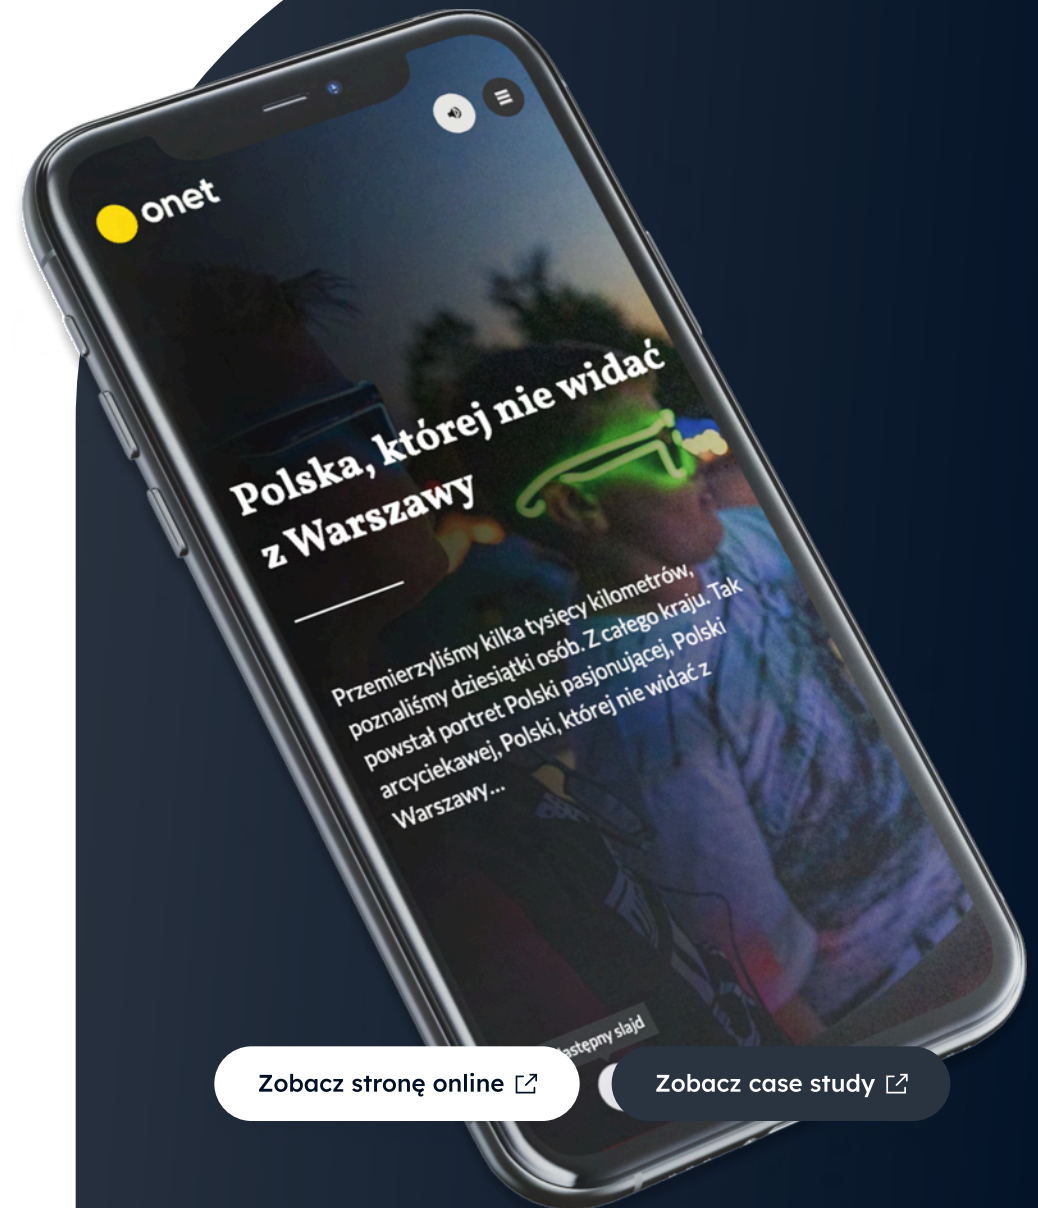 onet
Polska, której nie widać
z Warszawy
Przemierzyliśmy kilka tysięcy kilometrów,
poznaliśmy dziesiątki osób. Z całego kraju. Tak
powstał portret Polski pasjonującej, Polski
arcyciekawej, Polski, której nie widać z
Warszawy...
slajd
Zobacz stronę online
Zobacz case study